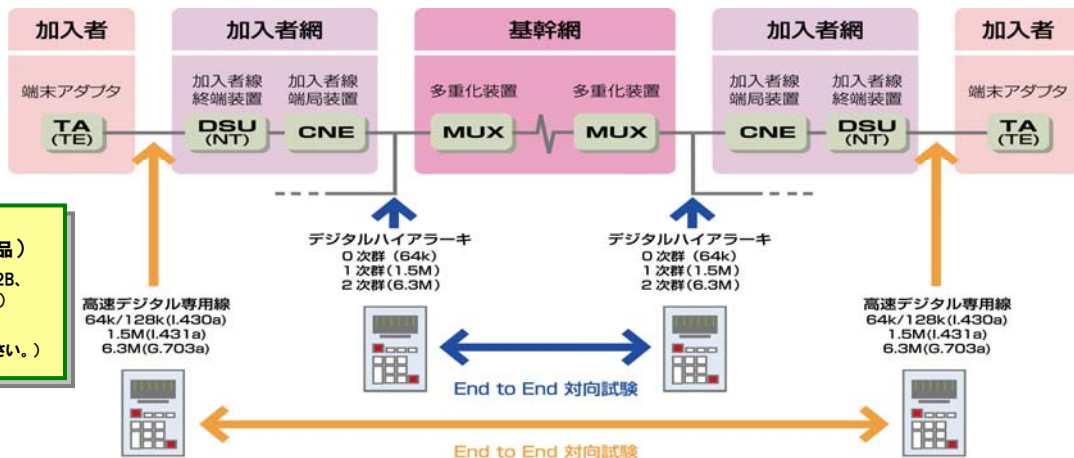 加入者
加入者網
基幹網
加入者網
加入者
端末アダプタ
TA
(TE)
加入者線
終端装置
DSU
(NT)
加入者線
端局装置
CNE
多重化装置
MUX
多重化装置
MUX
加入者線
端局装置
CNE
加入者線
終端装置
DSU
(NT)
端末アダプタ
TA
(TE)
品)
2B、
)
さい。)
高速デジタル専用線
64k/128k(I.430a)
1.5M(I.431a)
6.3M(G.703a)
デジタルハイアラーキ
0次群 (64k)
1次群(1.5M)
2次群(6.3M)
デジタルハイアラーキ
0次群 (64k)
1次群(1.5M)
2次群(6.3M)
高速デジタル専用線
64k/128k(I.430a)
1.5M(I.431a)
6.3M(G.703a)
End to End 対向試験
End to End 対向試験